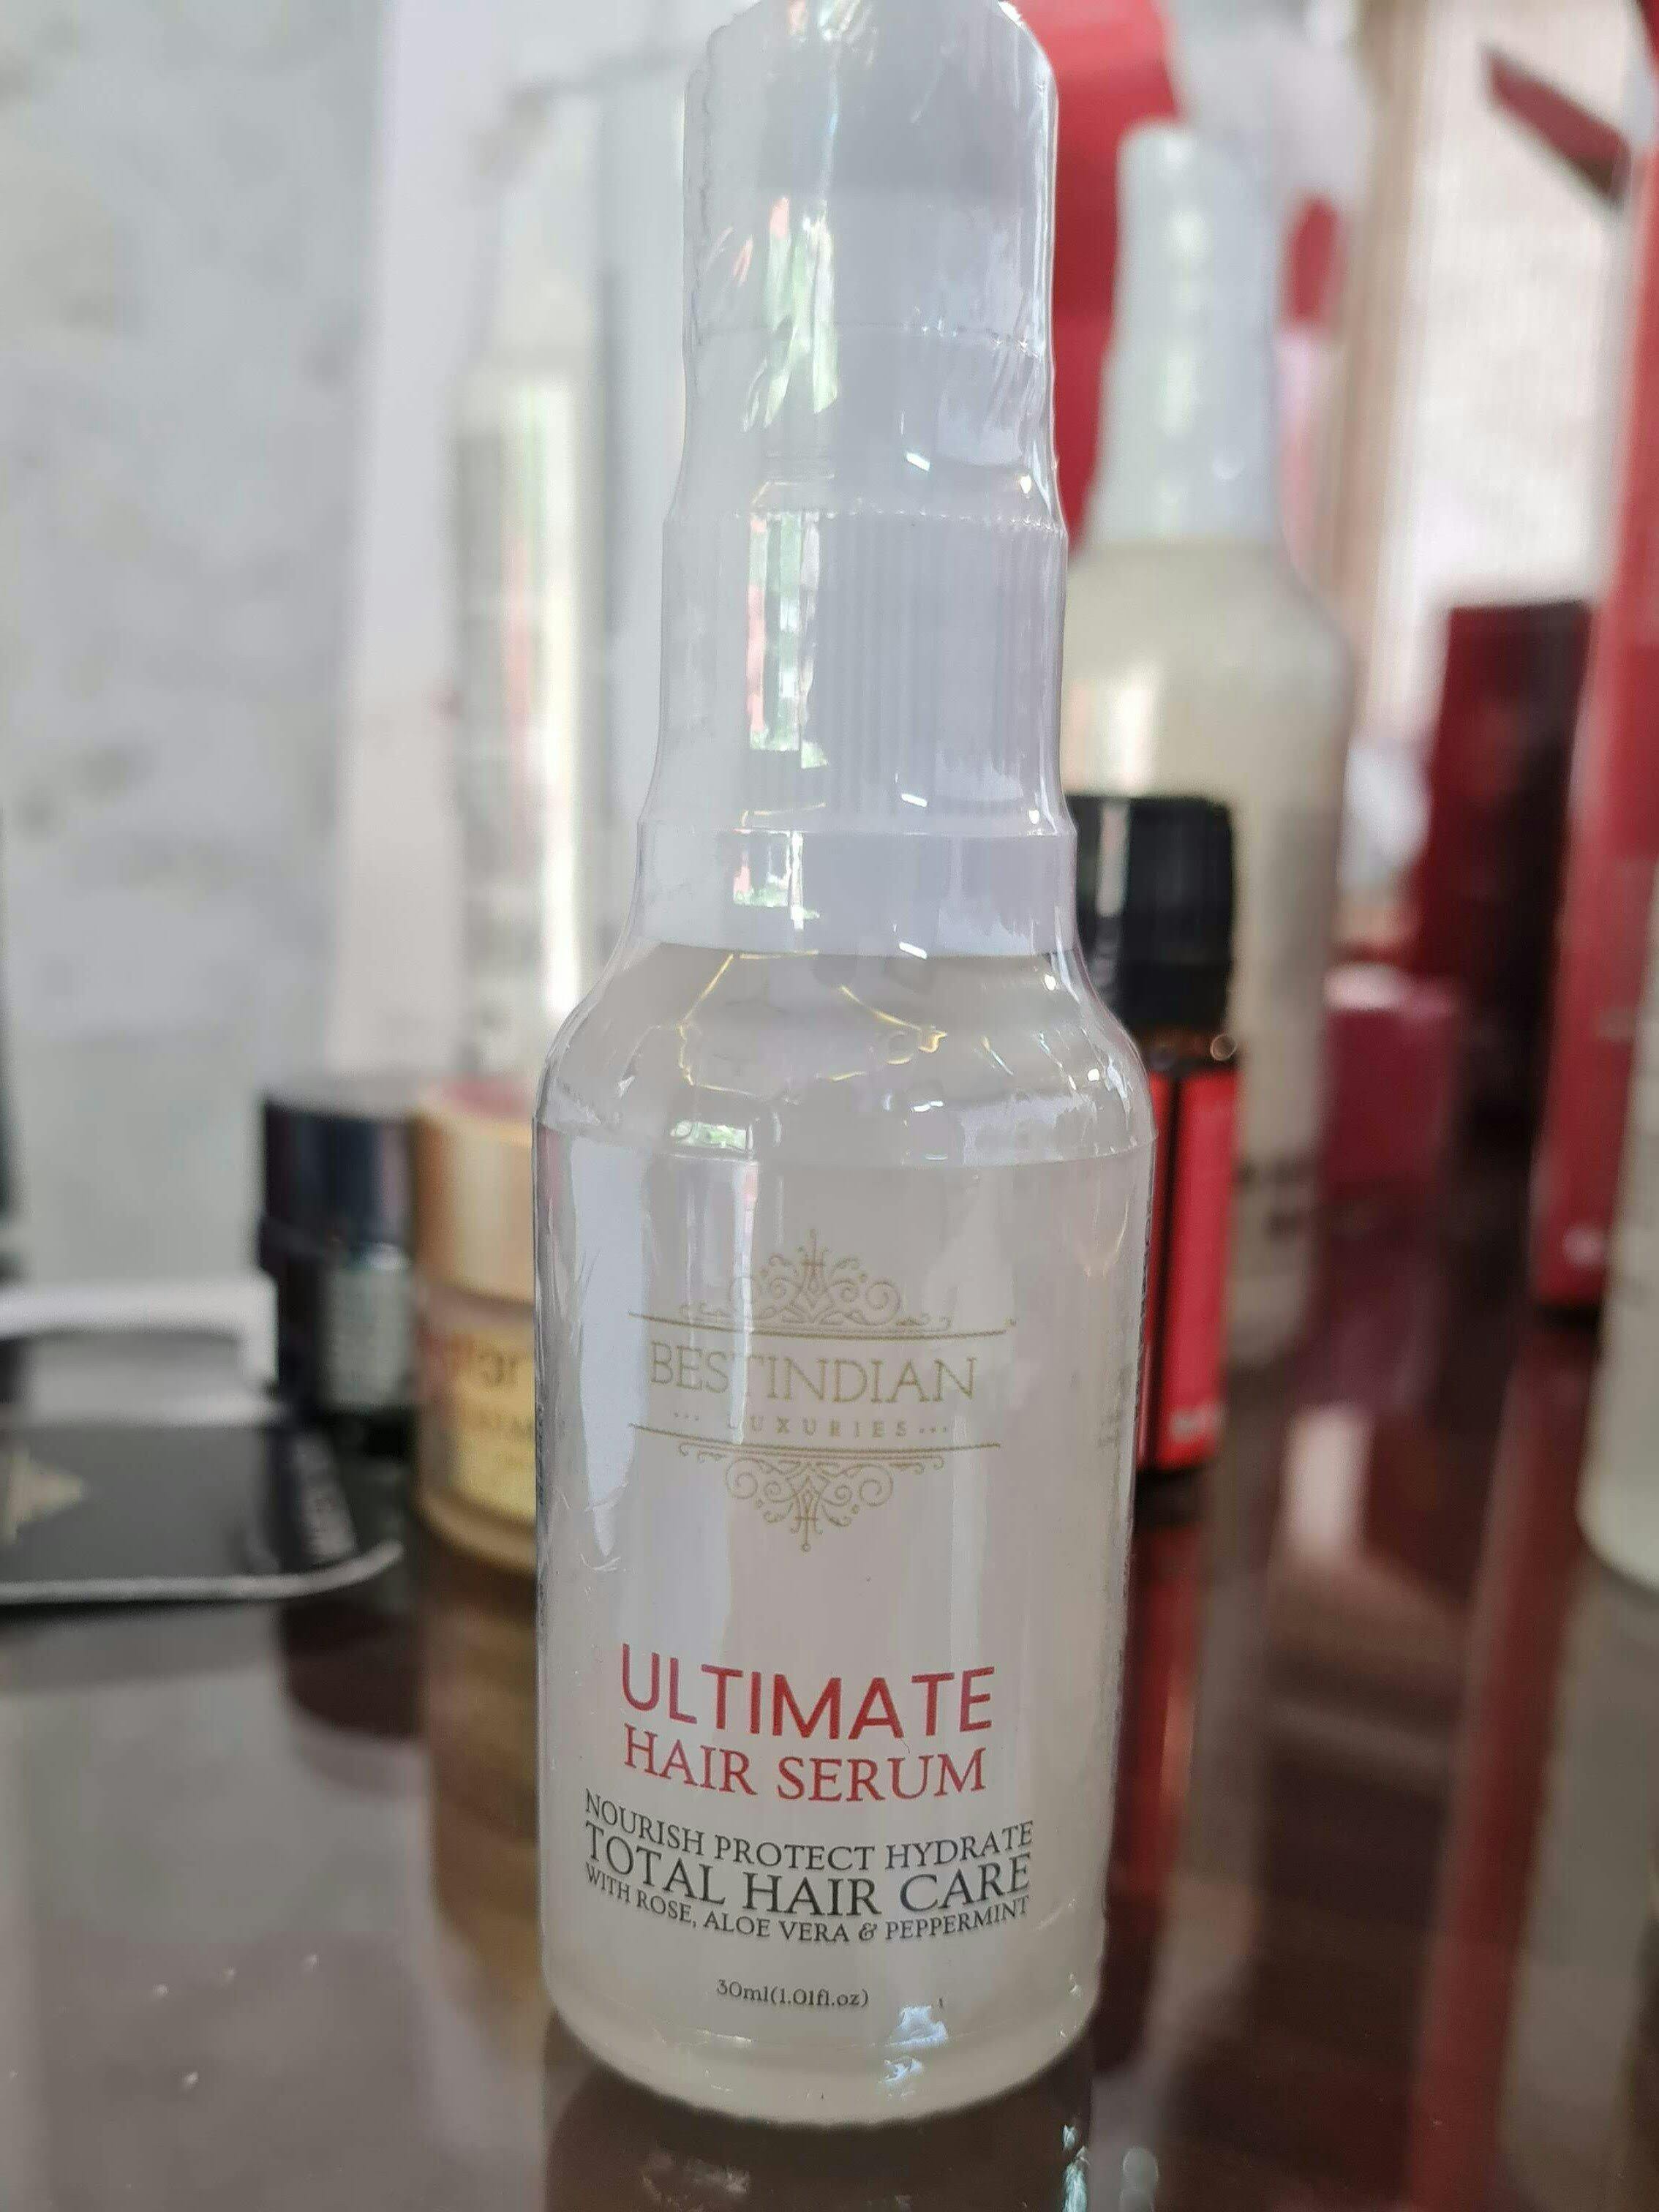 BESTINDIAN
... LUXURIES ...
ULTIMATE
HAIR SERUM
NOURISH PROTECT HYDRATE
TOTAL HAIR CARE
WITH ROSE, ALOE VERA & PEPPERMINT
30ml(1.01fl.oz)